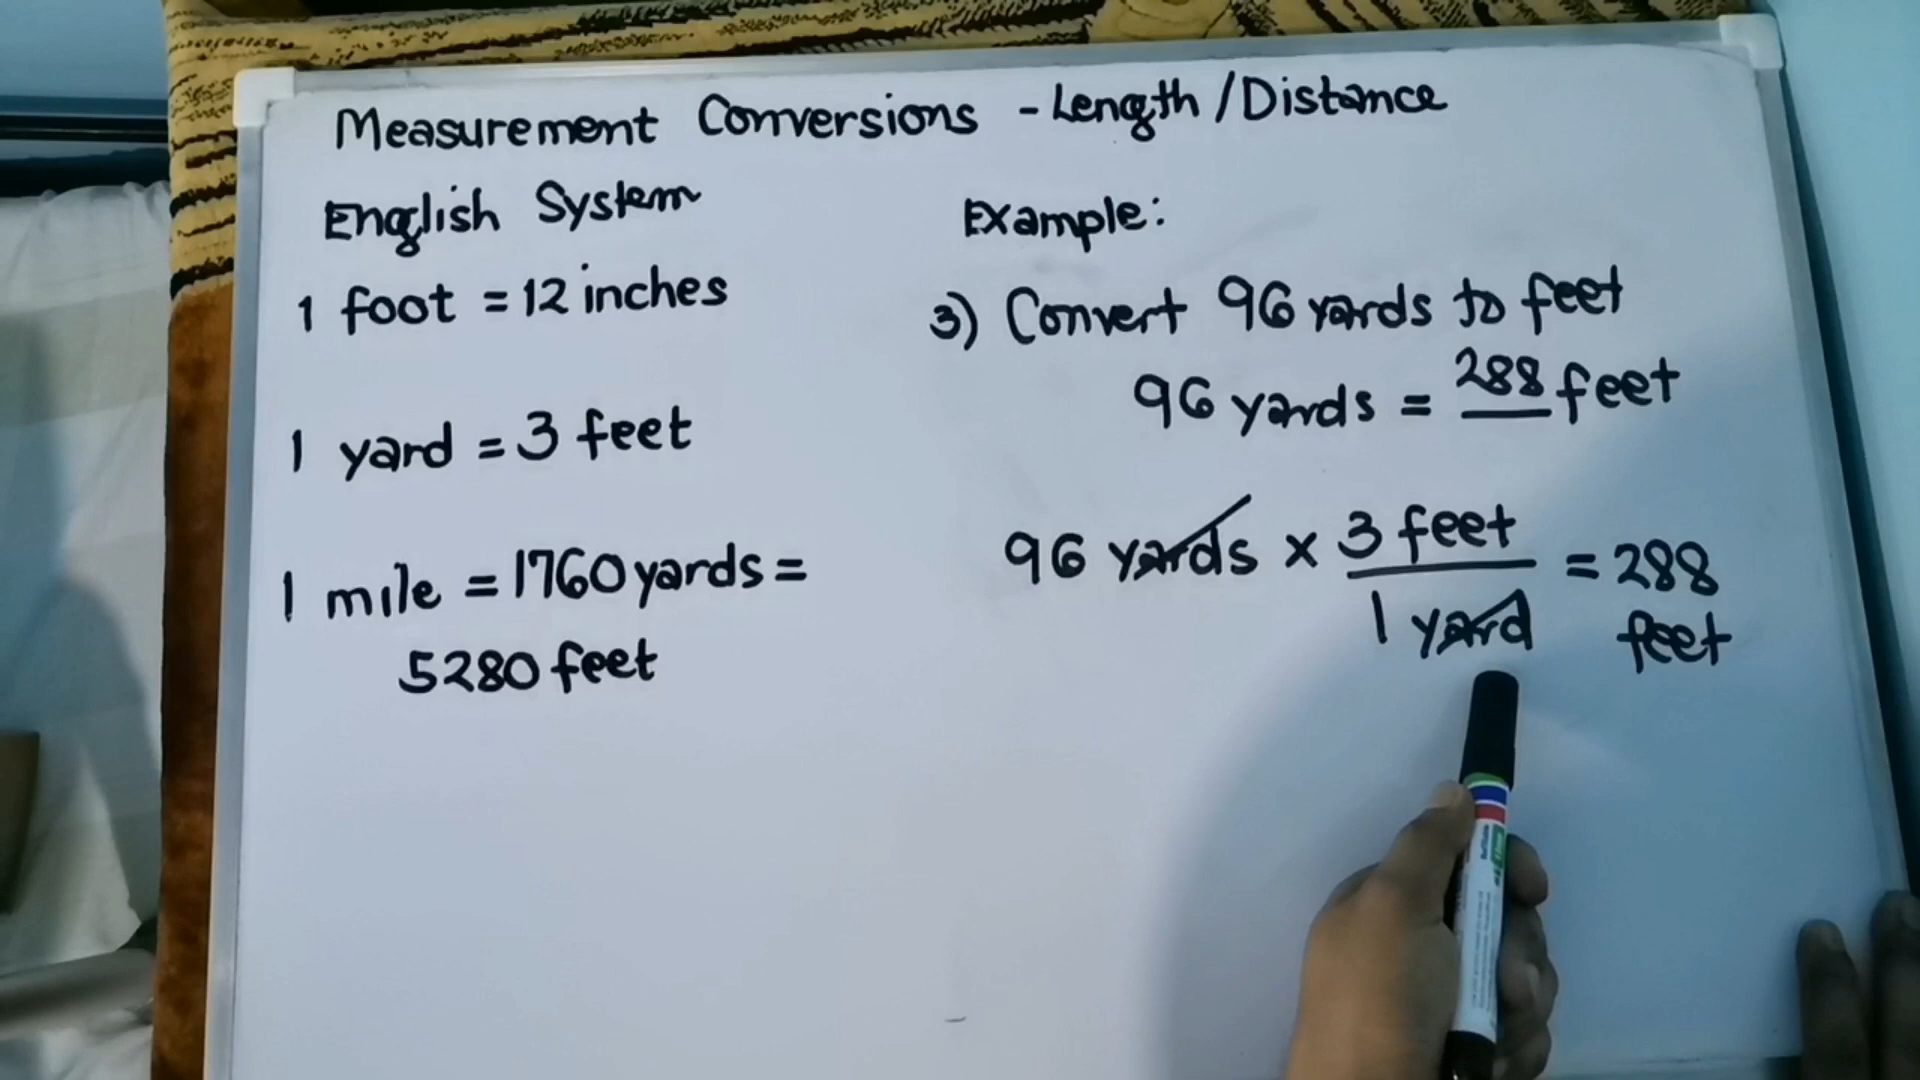 Measurement Conversions - Length / Distance
English System
1 foot = 12 inches
1 yard = 3 feet
1 mile = 1760 yards =
5280 feet
Example:
3) Convert 96 yards to feet
96 yards = 288 feet
96 yards x 3 feet = 288
1 yard feet